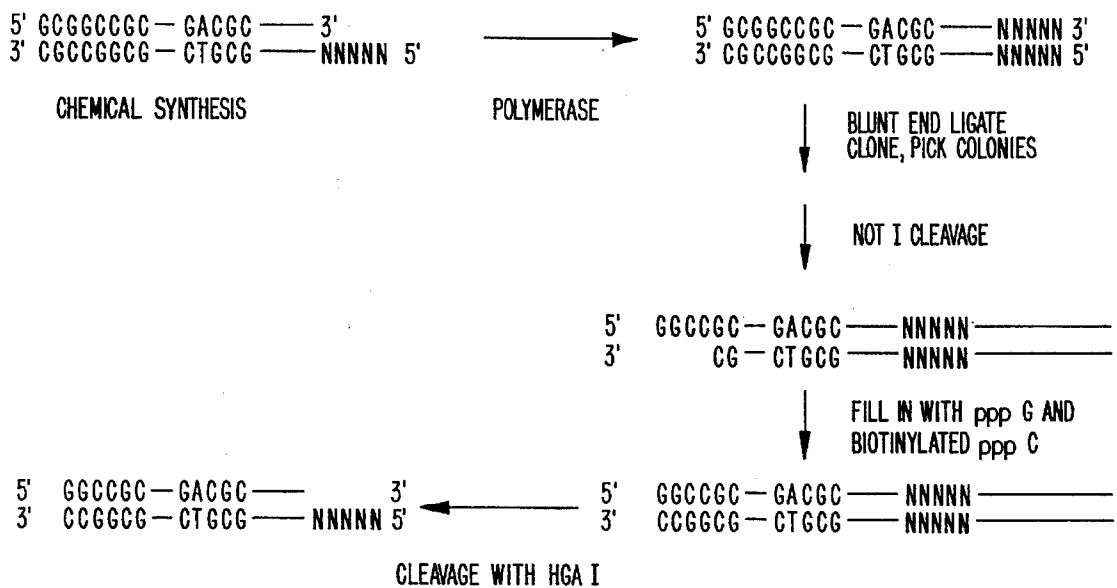 5' GCGGCCGC — GACGC —— 3'
3' CGCCGGCG — CTGCG —— NNNNN 5'
CHEMICAL SYNTHESIS
POLYMERASE
5' GCGGCCGC — GACGC —— NNNNN 3'
3' CGCCGGCG — CTGCG —— NNNNN 5'
BLUNT END LIGATE
CLONE, PICK COLONIES
NOT I CLEAVAGE
5' GGCCGC — GACGC —— NNNNN
3' CG — CTGCG —— NNNNN
FILL IN WITH ppp G AND
BIOTINYLATED ppp C
5' GGCCGC — GACGC —— NNNNN
3' CCGGCG — CTGCG —— NNNNN
5' GGCCGC — GACGC —— 3'
3' CCGGCG — CTGCG —— NNNNN 5'
CLEAVAGE WITH HGA I